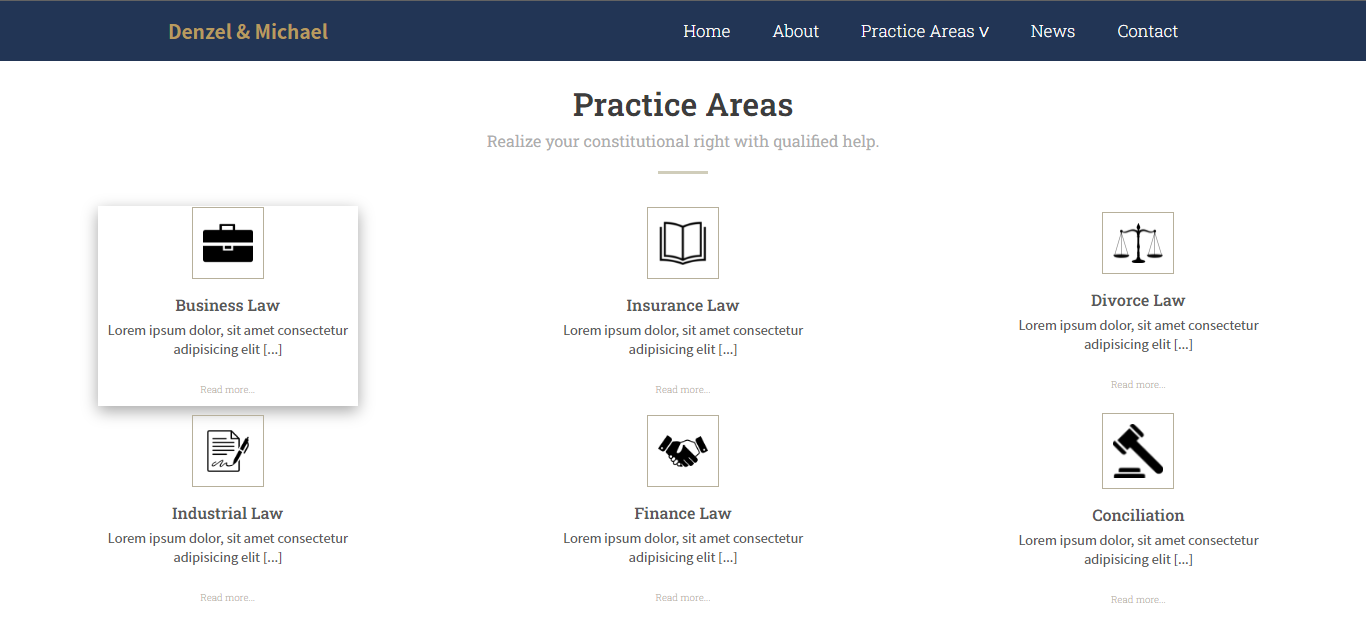 Denzel & Michael
Home
About
Practice Areas V
News
Contact
Practice Areas
Realize your constitutional right with qualified help.
Business Law
Lorem ipsum dolor, sit amet consectetur
adipisicing elit [...]
Read more...
Insurance Law
Lorem ipsum dolor, sit amet consectetur
adipisicing elit [...]
Read more...
Divorce Law
Lorem ipsum dolor, sit amet consectetur
adipisicing elit [...]
Read more...
Industrial Law
Lorem ipsum dolor, sit amet consectetur
adipisicing elit [...]
Read more...
Finance Law
Lorem ipsum dolor, sit amet consectetur
adipisicing elit [...]
Read more...
Conciliation
Lorem ipsum dolor, sit amet consectetur
adipisicing elit [...]
Read more...